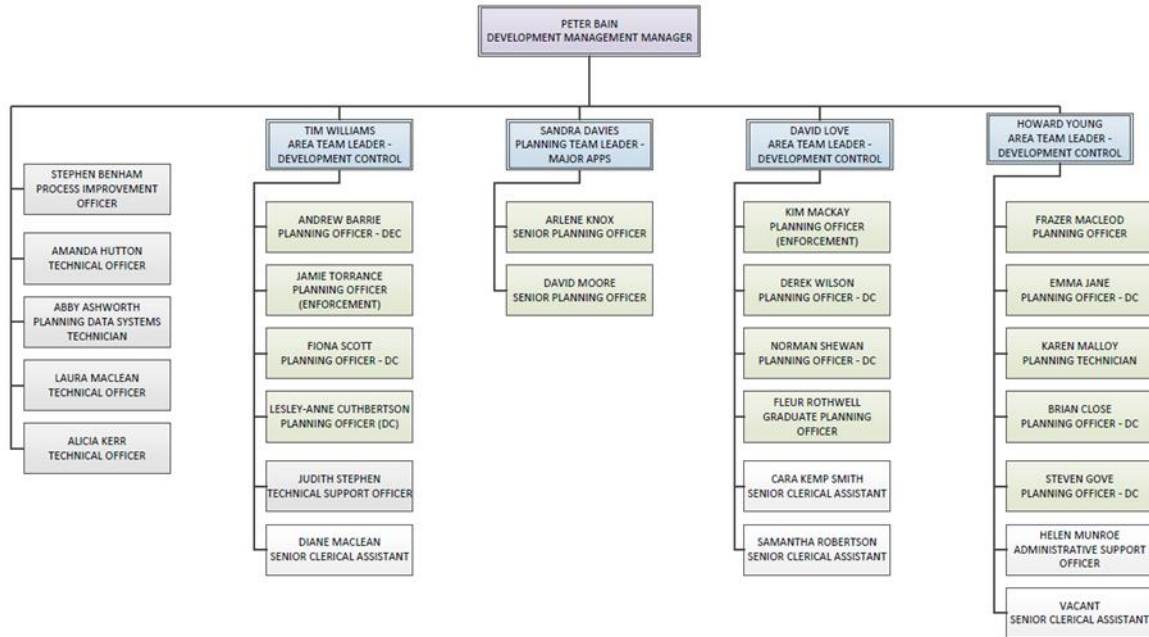 PETER BAIN
DEVELOPMENT MANAGEMENT MANAGER
STEPHEN BENHAM
PROCESS IMPROVEMENT
OFFICER
AMANDA HUTTON
TECHNICAL OFFICER
ABBY ASHWORTH
PLANNING DATA SYSTEMS
TECHNICIAN
LAURA MACLEAN
TECHNICAL OFFICER
ALICIA KERR
TECHNICAL OFFICER
TIM WILLIAMS
AREA TEAM LEADER -
DEVELOPMENT CONTROL
ANDREW BARRIE
PLANNING OFFICER - DEC
JAMIE TORRANCE
PLANNING OFFICER
(ENFORCEMENT)
FIONA SCOTT
PLANNING OFFICER - DC
LESLEY-ANNE CUTHBERTSON
PLANNING OFFICER (DC)
JUDITH STEPHEN
TECHNICAL SUPPORT OFFICER
DIANE MACLEAN
SENIOR CLERICAL ASSISTANT
SANDRA DAVIES
PLANNING TEAM LEADER -
MAJOR APPS
ARLENE KNOX
SENIOR PLANNING OFFICER
DAVID MOORE
SENIOR PLANNING OFFICER
DAVID LOVE
AREA TEAM LEADER -
DEVELOPMENT CONTROL
KIM MACKAY
PLANNING OFFICER
(ENFORCEMENT)
DEREK WILSON
PLANNING OFFICER - DC
NORMAN SHEWAN
PLANNING OFFICER - DC
FLEUR ROTHWELL
GRADUATE PLANNING
OFFICER
CARA KEMP SMITH
SENIOR CLERICAL ASSISTANT
SAMANTHA ROBERTSON
SENIOR CLERICAL ASSISTANT
HOWARD YOUNG
AREA TEAM LEADER -
DEVELOPMENT CONTROL
FRAZER MACLEOD
PLANNING OFFICER
EMMA JANE
PLANNING OFFICER - DC
KAREN MALLOY
PLANNING TECHNICIAN
BRIAN CLOSE
PLANNING OFFICER - DC
STEVEN GOVE
PLANNING OFFICER - DC
HELEN MUNROE
ADMINISTRATIVE SUPPORT
OFFICER
VACANT
SENIOR CLERICAL ASSISTANT